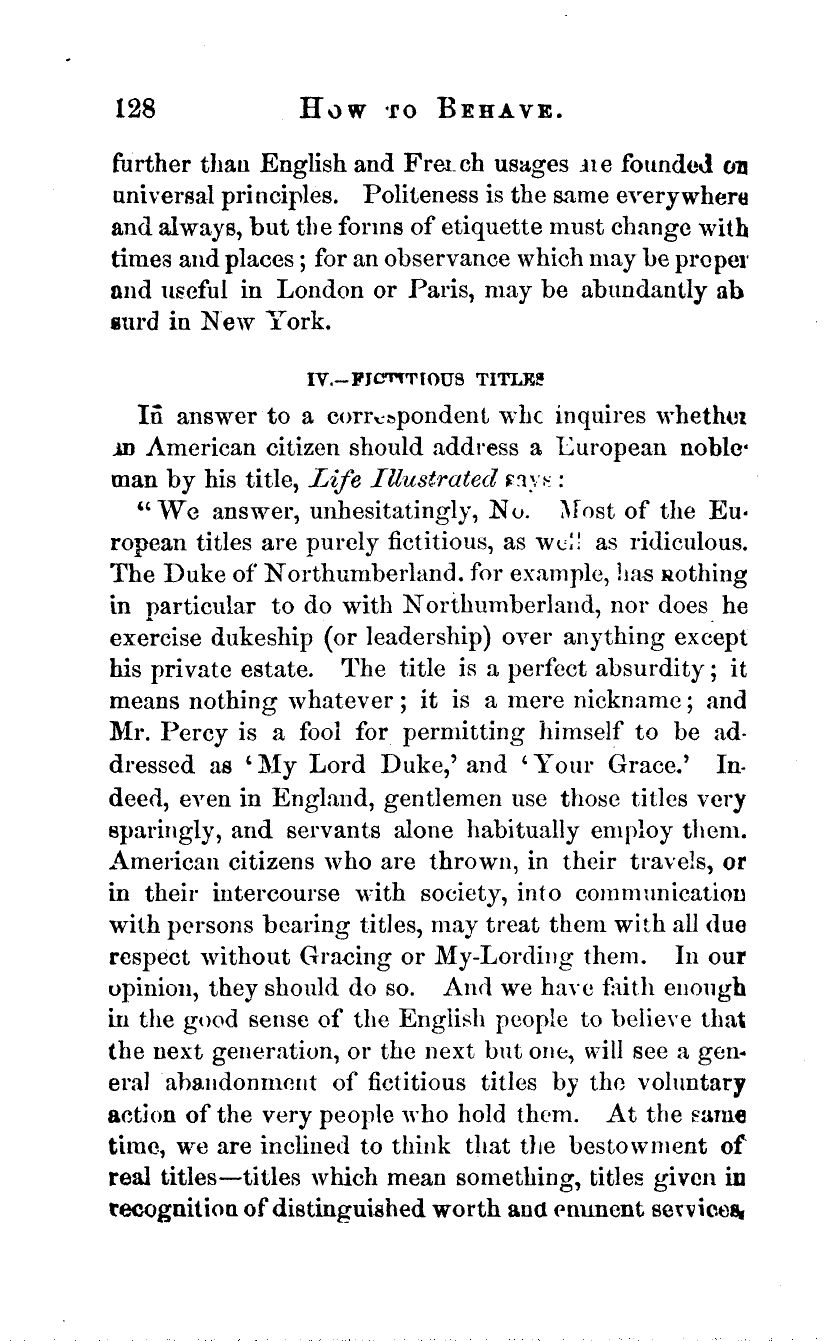 128 How to Behave.
further than English and French usages are founded on
universal principles. Politeness is the same everywhere
and always, but the forms of etiquette must change with
times and places; for an observance which may be proper
and useful in London or Paris, may be abundantly ab
surd in New York.
IV.—FICTITIOUS TITLES
In answer to a correspondent who inquires whether
an American citizen should address a European noble-
man by his title, Life Illustrated says:
“We answer, unhesitatingly, No. Most of the Eu-
ropean titles are purely fictitious, as well as ridiculous.
The Duke of Northumberland. for example, has nothing
in particular to do with Northumberland, nor does he
exercise dukeship (or leadership) over anything except
his private estate. The title is a perfect absurdity; it
means nothing whatever; it is a mere nickname; and
Mr. Percy is a fool for permitting himself to be ad-
dressed as ‘My Lord Duke,’ and ‘Your Grace.’ In-
deed, even in England, gentlemen use those titles very
sparingly, and servants alone habitually employ them.
American citizens who are thrown, in their travels, or
in their intercourse with society, into communication
with persons bearing titles, may treat them with all due
respect without Gracing or My-Lording them. In our
opinion, they should do so. And we have faith enough
in the good sense of the English people to believe that
the next generation, or the next but one, will see a gen-
eral abandonment of fictitious titles by the voluntary
action of the very people who hold them. At the same
time, we are inclined to think that the bestowment of
real titles—titles which mean something, titles given in
recognition of distinguished worth and eminent services,